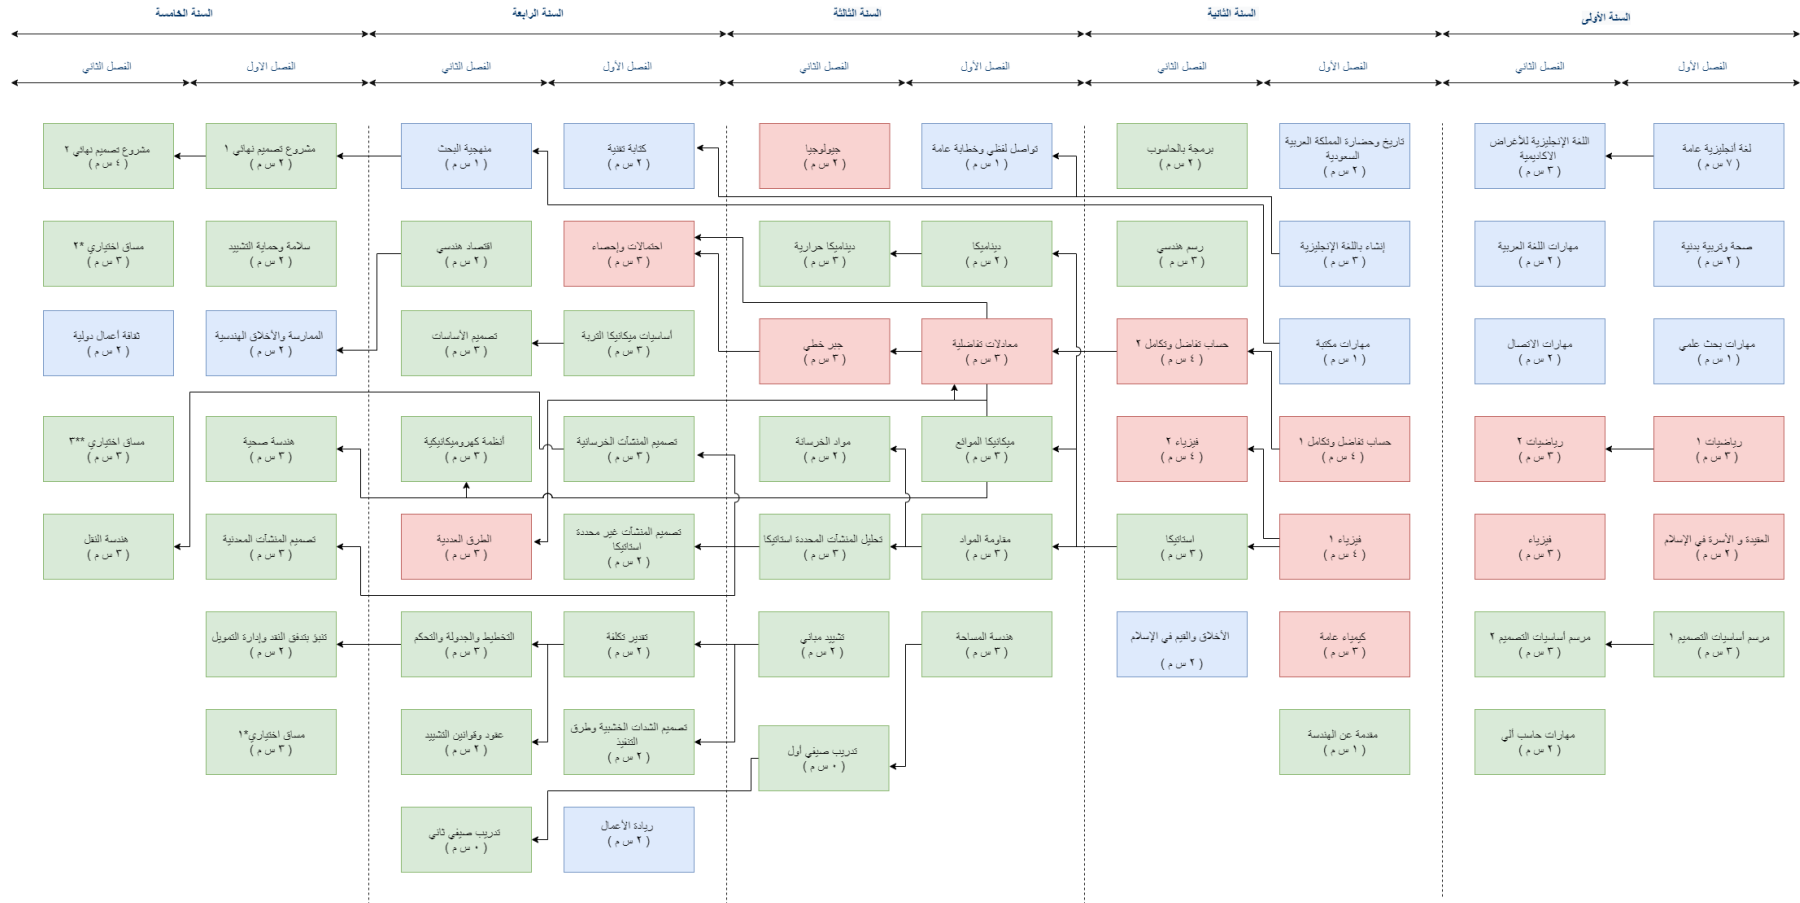 السنة الأولى
السنة الثانية
السنة الثالثة
السنة الرابعة
السنة الخامسة
الفصل الأول
الفصل الثاني
الفصل الأول
الفصل الثاني
الفصل الأول
الفصل الثاني
الفصل الأول
الفصل الثاني
الفصل الاول
الفصل الثاني
لغة أنجليزية عامة
( ٧ س م )
صحة وتربية بدنية
( ٢ س م )
مهارات بحث علمي
( ١ س م )
رياضيات ١
( ٣ س م )
العقيدة و الأسرة في الإسلام
( ٢ س م )
مرسم أساسيات التصميم ١
( ٣ س م )
اللغة الإنجليزية للأغراض
الاكاديمية
( ٣ س م )
مهارات اللغة العربية
( ٢ س م )
مهارات الاتصال
( ٢ س م )
رياضيات ٢
( ٣ س م )
فيزياء
( ٣ س م )
مرسم أساسيات التصميم ٢
( ٣ س م )
مهارات حاسب ألي
( ٢ س م )
تاريخ وحضارة المملكة العربية
السعودية
( ٢ س م )
إنشاء باللغة الإنجليزية
( ٣ س م )
مهارات مكتبة
( ١ س م )
حساب تفاضل وتكامل ١
( ٤ س م )
فيزياء ١
( ٤ س م )
كيمياء عامة
( ٣ س م )
مقدمة عن الهندسة
( ١ س م )
برمجة بالحاسوب
( ٢ س م )
رسم هندسي
( ٣ س م )
حساب تفاضل وتكامل ٢
( ٤ س م )
فيزياء ٢
( ٤ س م )
استاتيكا
( ٣ س م )
الأخلاق والقيم في الإسلام
( ٢ س م )
تواصل لفظي وخطابة عامة
( ١ س م )
ديناميكا
( ٢ س م )
معادلات تفاضلية
( ٣ س م )
ميكانيكا الموائع
( ٣ س م )
مقاومة المواد
( ٣ س م )
هندسة المساحة
( ٣ س م )
جيولوجيا
( ٢ س م )
ديناميكا حرارية
( ٣ س م )
جبر خطي
( ٣ س م )
مواد الخرسانة
( ٢ س م )
تحليل المنشآت المحددة استاتيكا
( ٣ س م )
تشييد مباني
( ٢ س م )
تدريب صيفي أول
( ٠ س م )
كتابة تقنية
( ٢ س م )
احتمالات وإحصاء
( ٣ س م )
أساسيات ميكانيكا التربة
( ٣ س م )
تصميم المنشآت الخرسانية
( ٣ س م )
تصميم المنشآت غير محددة
استاتيكا
( ٢ س م )
تقدير تكلفة
( ٢ س م )
تصميم الشدات الخشبية وطرق
التنفيذ
( ٢ س م )
ريادة الأعمال
( ٢ س م )
منهجية البحث
( ١ س م )
اقتصاد هندسي
( ٢ س م )
تصميم الأساسات
( ٣ س م )
أنظمة كهروميكانيكية
( ٣ س م )
الطرق العددية
( ٣ س م )
التخطيط والجدولة والتحكم
( ٣ س م )
عقود وقوانين التشييد
( ٢ س م )
تدريب صيفي ثاني
( ٠ س م )
مشروع تصميم نهائي ١
( ٢ س م )
سلامة وحماية التشييد
( ٢ س م )
الممارسة والأخلاق الهندسية
( ٢ س م )
هندسة صحية
( ٣ س م )
تصميم المنشآت المعدنية
( ٣ س م )
تنبؤ بتدفق النقد وإدارة التمويل
( ٢ س م )
مساق اختياري*١
( ٣ س م )
مشروع تصميم نهائي ٢
( ٤ س م )
مساق اختياري *٢
( ٣ س م )
ثقافة أعمال دولية
( ٢ س م )
مساق اختياري **٣
( ٣ س م )
هندسة النقل
( ٣ س م )